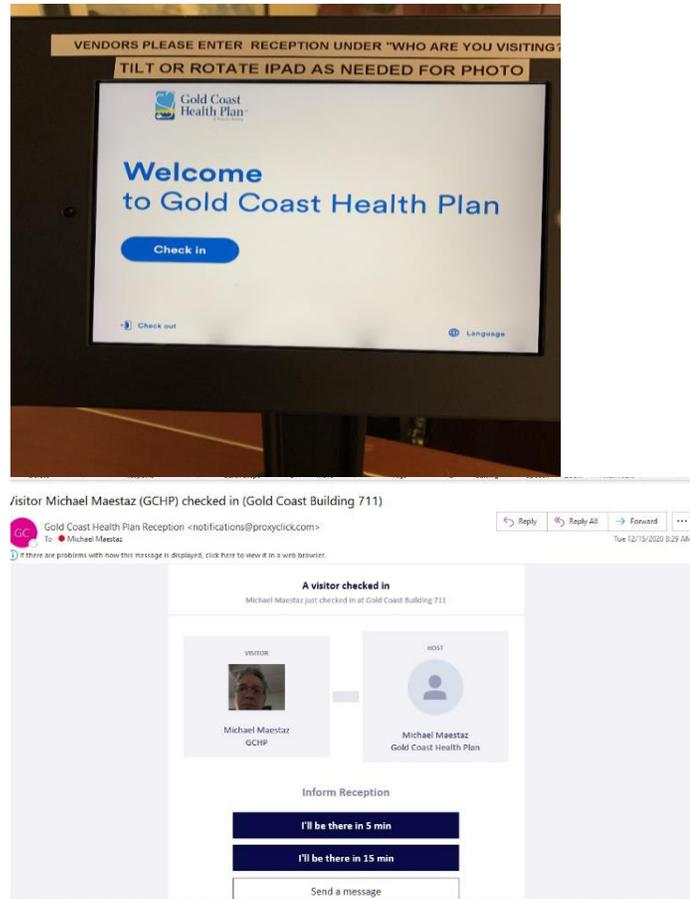 VENDORS PLEASE ENTER RECEPTION UNDER "WHO ARE YOU VISITING?
TILT OR ROTATE IPAD AS NEEDED FOR PHOTO
Gold Coast
Health Plan
Welcome
to Gold Coast Health Plan
Check in
Check out
Language
Visitor Michael Maestaz (GCHP) checked in (Gold Coast Building 711)
GC
Gold Coast Health Plan Reception <notifications@proxyclick.com>
To Michael Maestaz
Reply
Reply All
Forward
Tue 12/15/2020 8:29 AM
If there are problems with how this message is displayed, click here to view it in a web browser.
A visitor checked in
Michael Maestaz just checked in at Gold Coast Building 711
VISITOR
Michael Maestaz
GCHP
HOST
Michael Maestaz
Gold Coast Health Plan
Inform Reception
I'll be there in 5 min
I'll be there in 15 min
Send a message